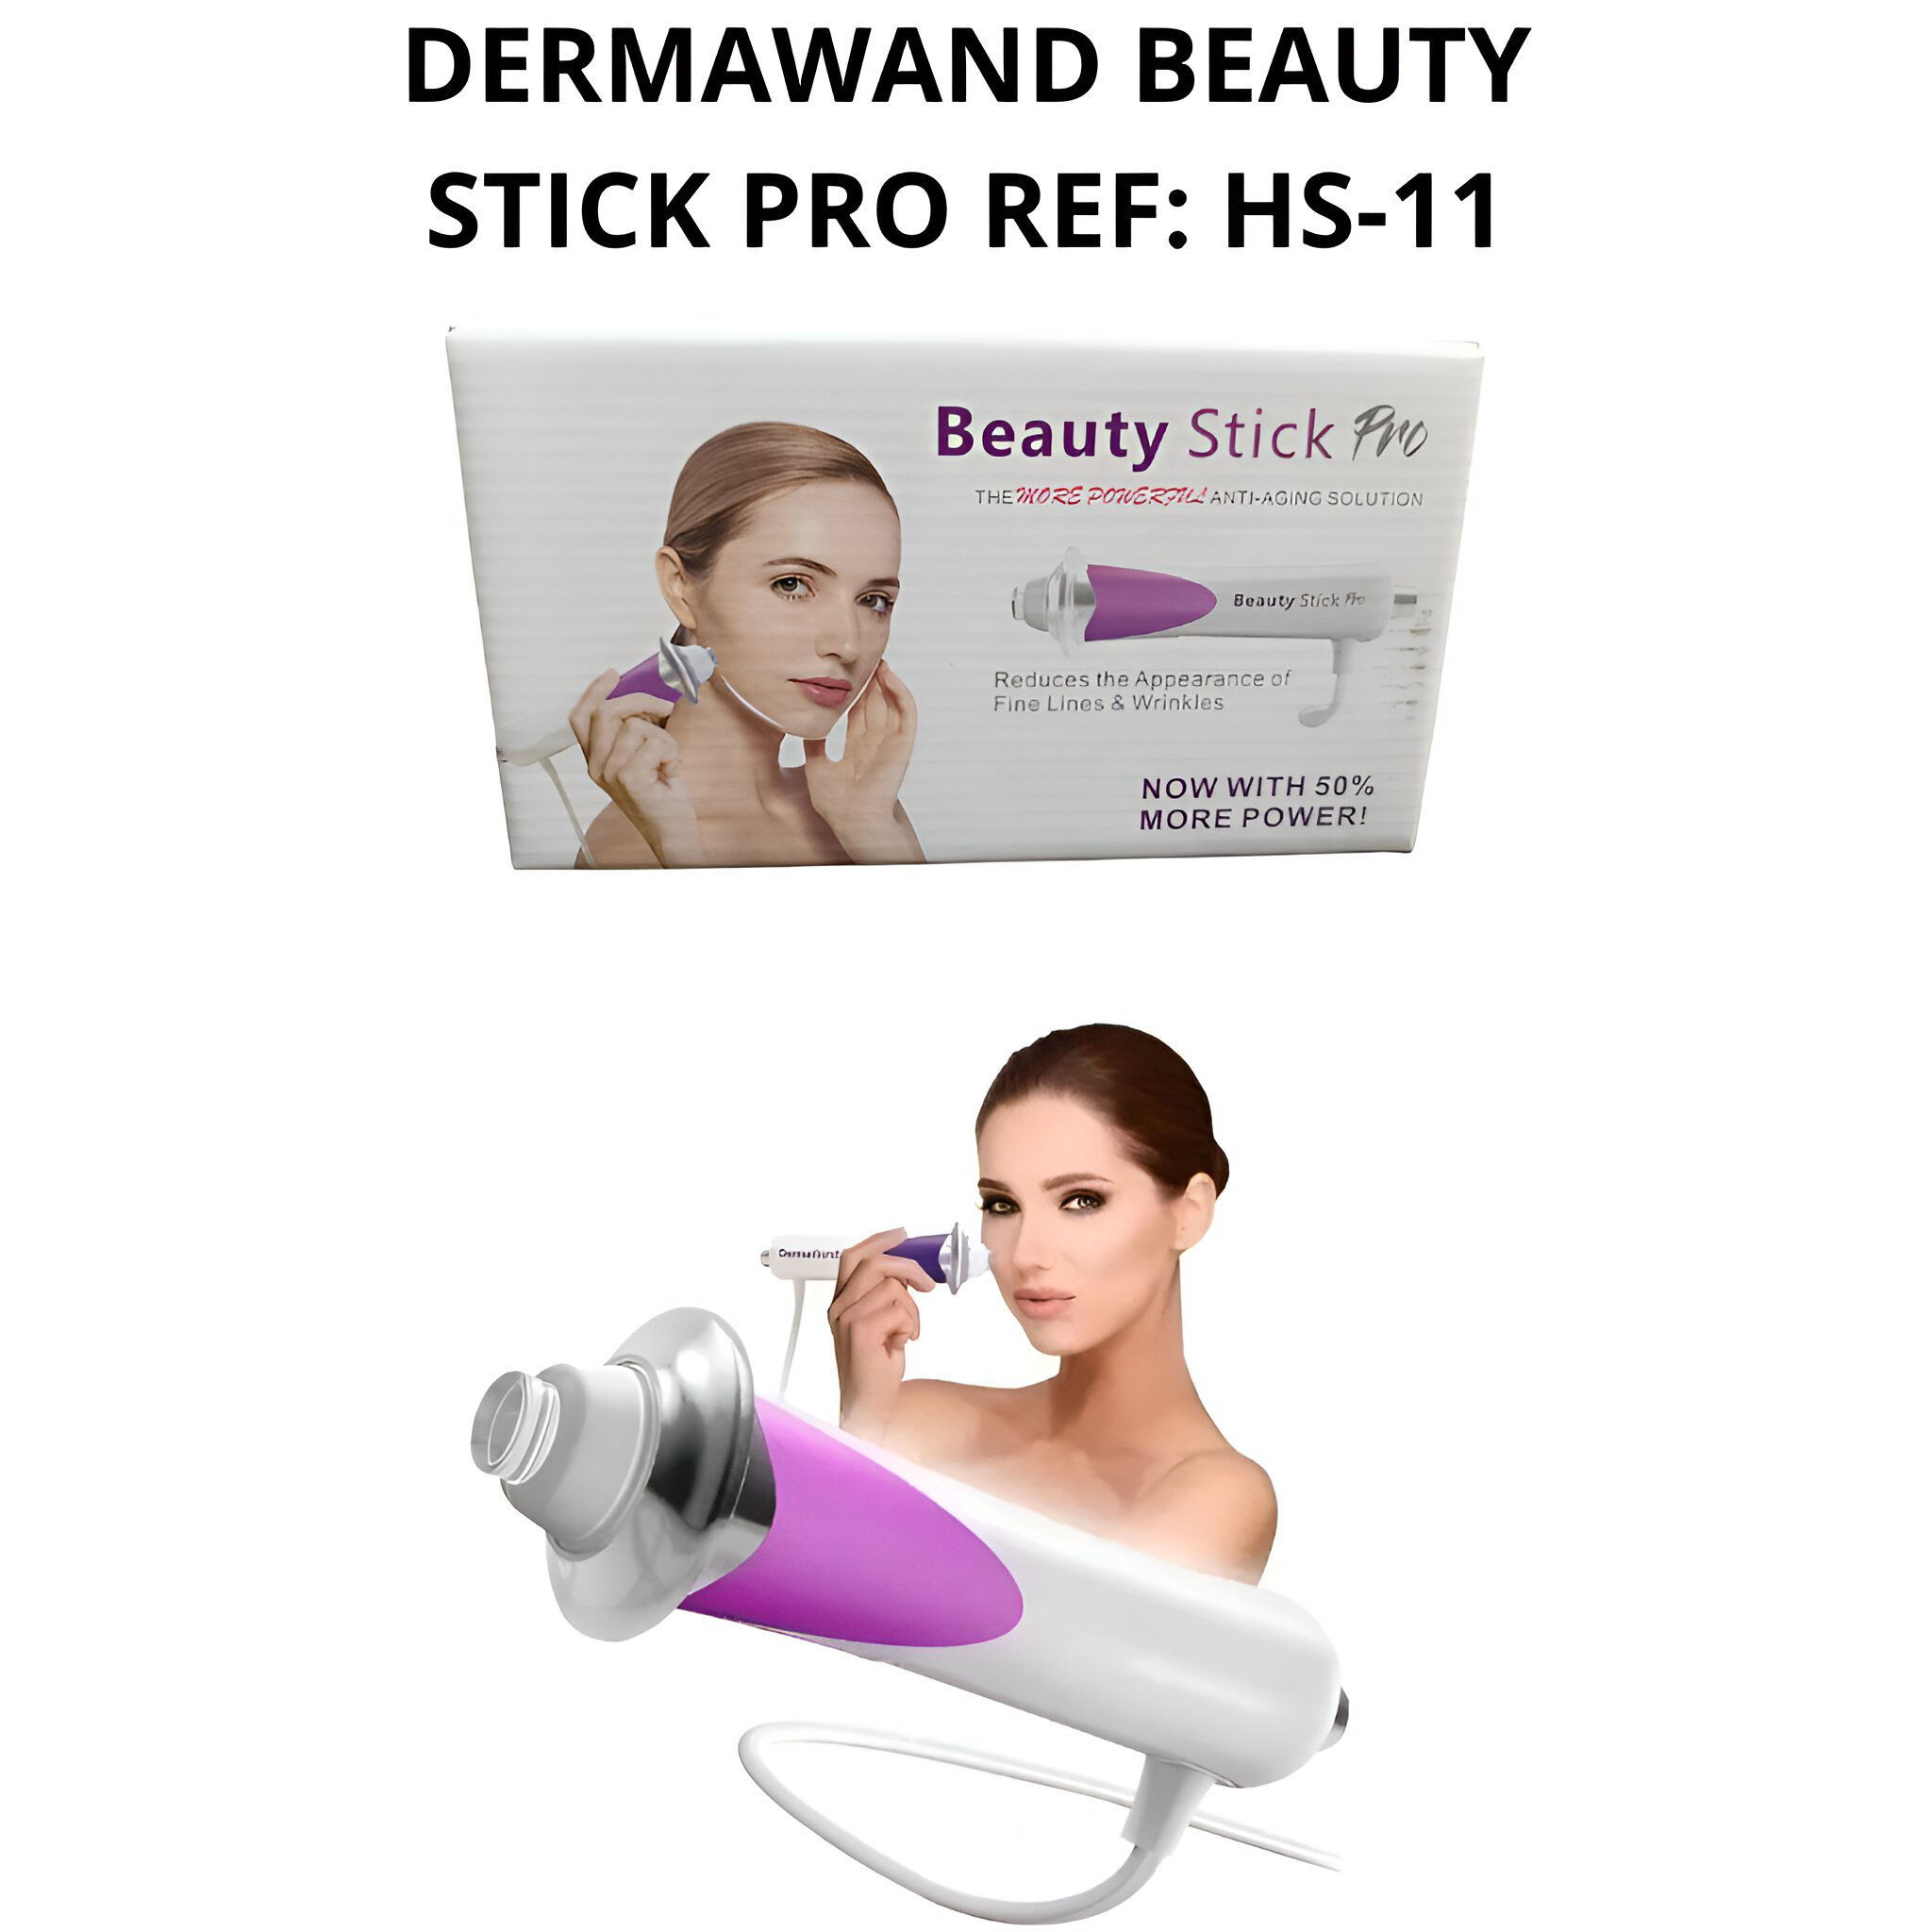 DERMAWAND BEAUTY
STICK PRO REF: HS-11
Beauty Stick Pro
THE MORE POWERFUL ANTI-AGING SOLUTION
Beauty Stick Pro
Reduces the Appearance of
Fine Lines & Wrinkles
NOW WITH 50%
MORE POWER!